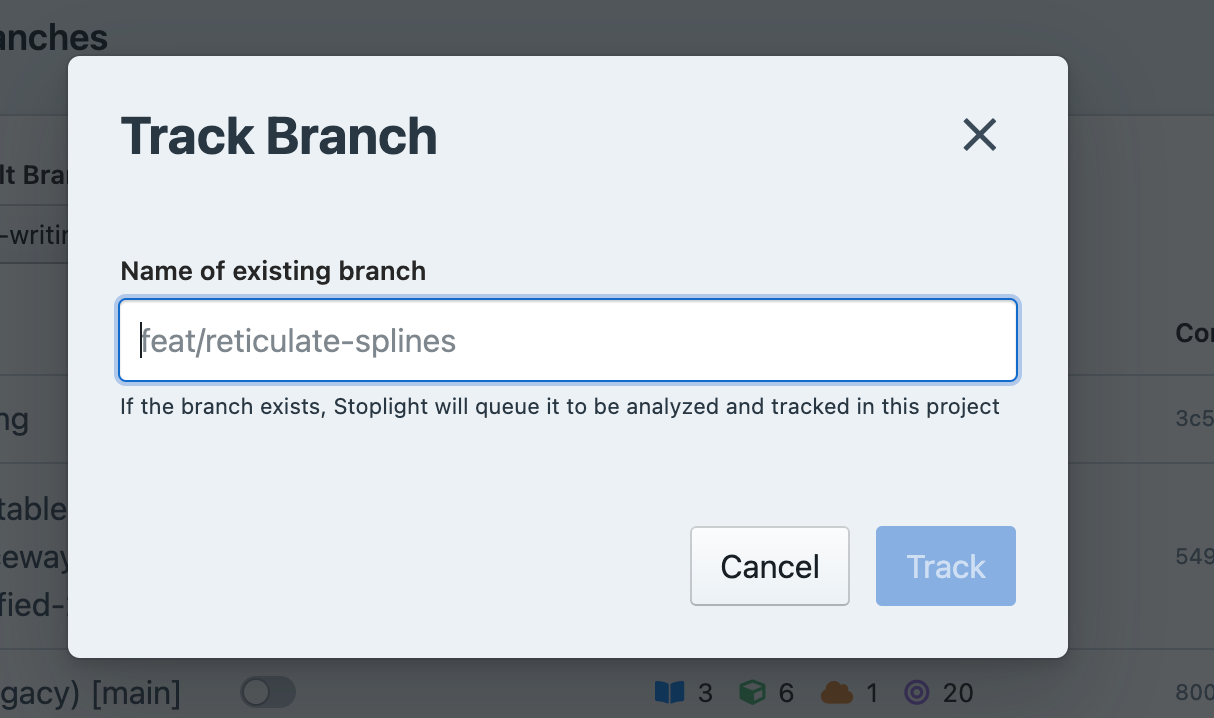 anches
Track Branch
lt Bra
-writin
Name of existing branch
feat/reticulate-splines
Cor
If the branch exists, Stoplight will queue it to be analyzed and tracked in this project
ng
3c5
table
eway
549
fied-
Cancel
Track
gacy) [main]
3
6
1
20
800